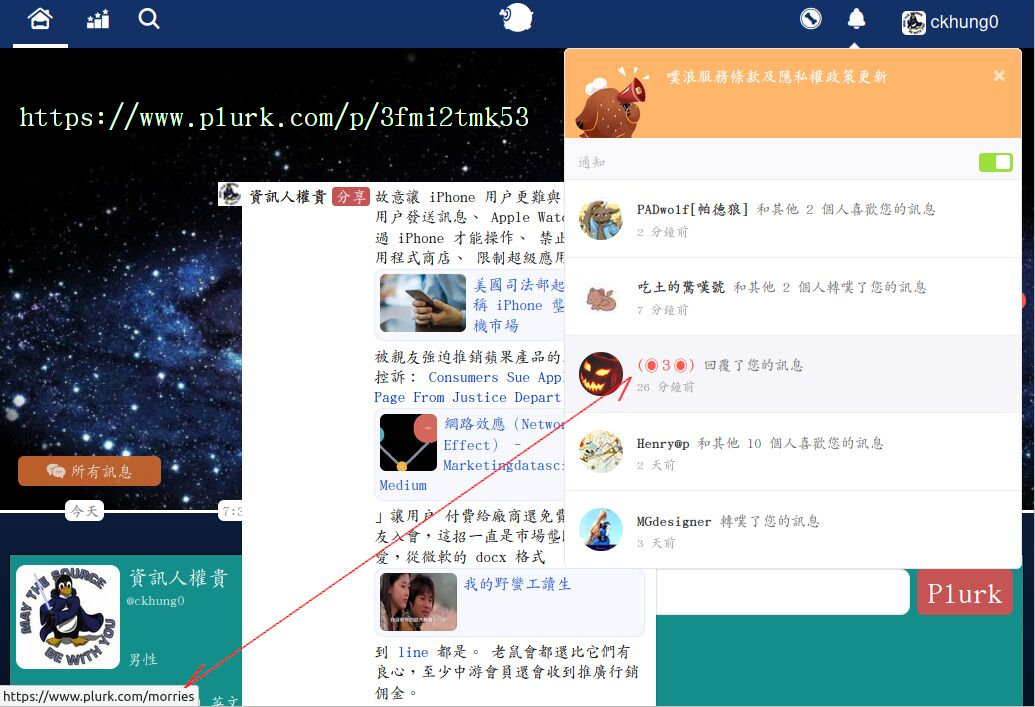 ckhung0
https://www.plurk.com/p/3fmi2tmk53
噗浪服務條款及隱私權政策更新
×
通知
PADwo1f[帕德狼] 和其他 2 個人喜歡您的訊息
2 分鐘前
吃土的驚嘆號 和其他 2 個人轉噗了您的訊息
7 分鐘前
(◉3◉) 回覆了您的訊息
26 分鐘前
Henry@p 和其他 10 個人喜歡您的訊息
2 天前
MGdesigner 轉噗了您的訊息
3 天前
資訊人權貴 分享 故意讓 iPhone 用戶更難與
用戶發送訊息、 Apple Watc
過 iPhone 才能操作、 禁止
用程式商店、 限制超級應用
美國司法部起
稱 iPhone 壟
機市場
被親友強迫推銷蘋果產品的
控訴： Consumers Sue Appl
Page From Justice Depart
網路效應（Networ
Effect） –
Marketingdatasci
Medium
」讓用戶 付費給廠商還免費
友入會，這招一直是市場壟
愛，從微軟的 docx 格式
我的野蠻工讀生
到 line 都是。 老鼠會都還比它們有
良心，至少中游會員還會收到推廣行銷
佣金。
所有訊息
今天
7:3
MAY THE SOURCE
BE WITH YOU
資訊人權貴
@ckhung0
男性
英文
Plurk
https://www.plurk.com/morries